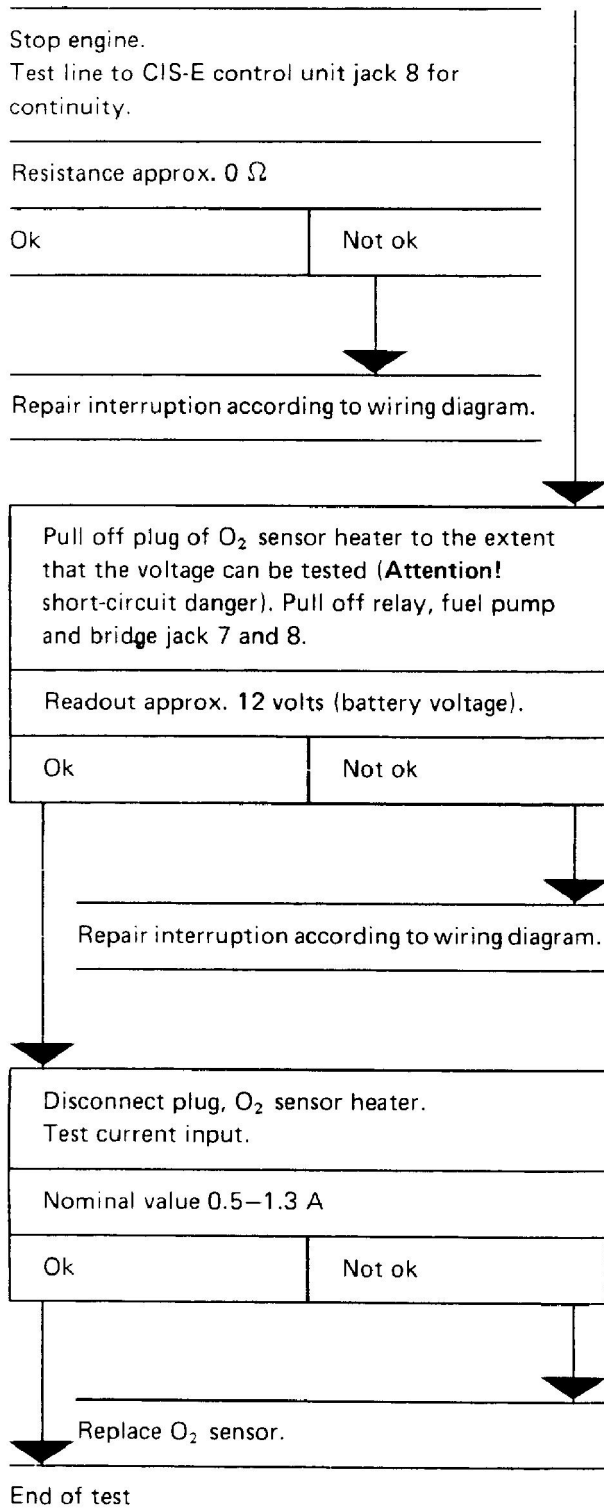 Stop engine.
Test line to CIS-E control unit jack 8 for
continuity.
Resistance approx. 0 Ω
Ok
Not ok
Repair interruption according to wiring diagram.
Pull off plug of O₂ sensor heater to the extent
that the voltage can be tested (Attention!
short-circuit danger). Pull off relay, fuel pump
and bridge jack 7 and 8.
Readout approx. 12 volts (battery voltage).
Ok
Not ok
Repair interruption according to wiring diagram.
Disconnect plug, O₂ sensor heater.
Test current input.
Nominal value 0.5–1.3 A
Ok
Not ok
Replace O₂ sensor.
End of test